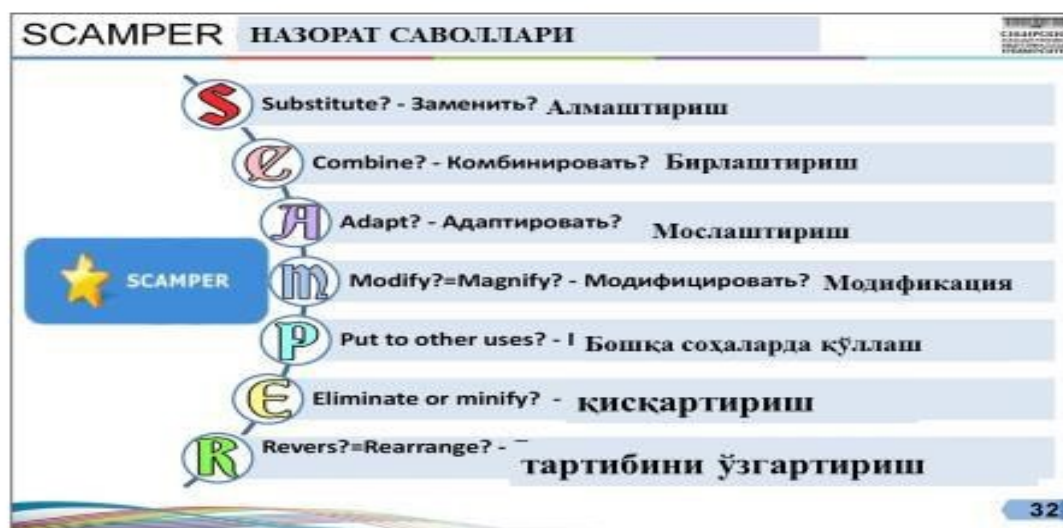 SCAMPER НАЗОРАТ САВОЛЛАРИ
S Substitute? - Заменить? Алмаштириш
C Combine? - Комбинировать? Бирлаштириш
A Adapt? - Адаптировать? Мослаштириш
SCAMPER
M Modify?=Magnify? - Модифицировать? Модификация
P Put to other uses? - Бошқа соҳаларда қўллаш
E Eliminate or minify? - қисқартириш
R Revers?=Rearrange? - тартибини ўзгартириш
32